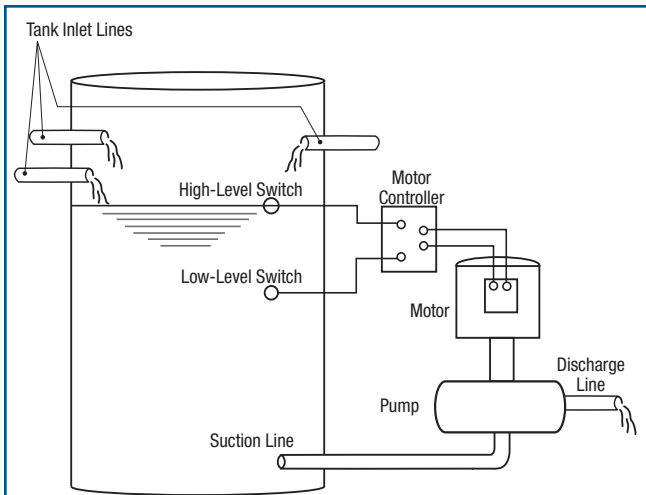 Tank Inlet Lines
High-Level Switch
Motor
Controller
Low-Level Switch
Motor
Discharge
Line
Pump
Suction Line